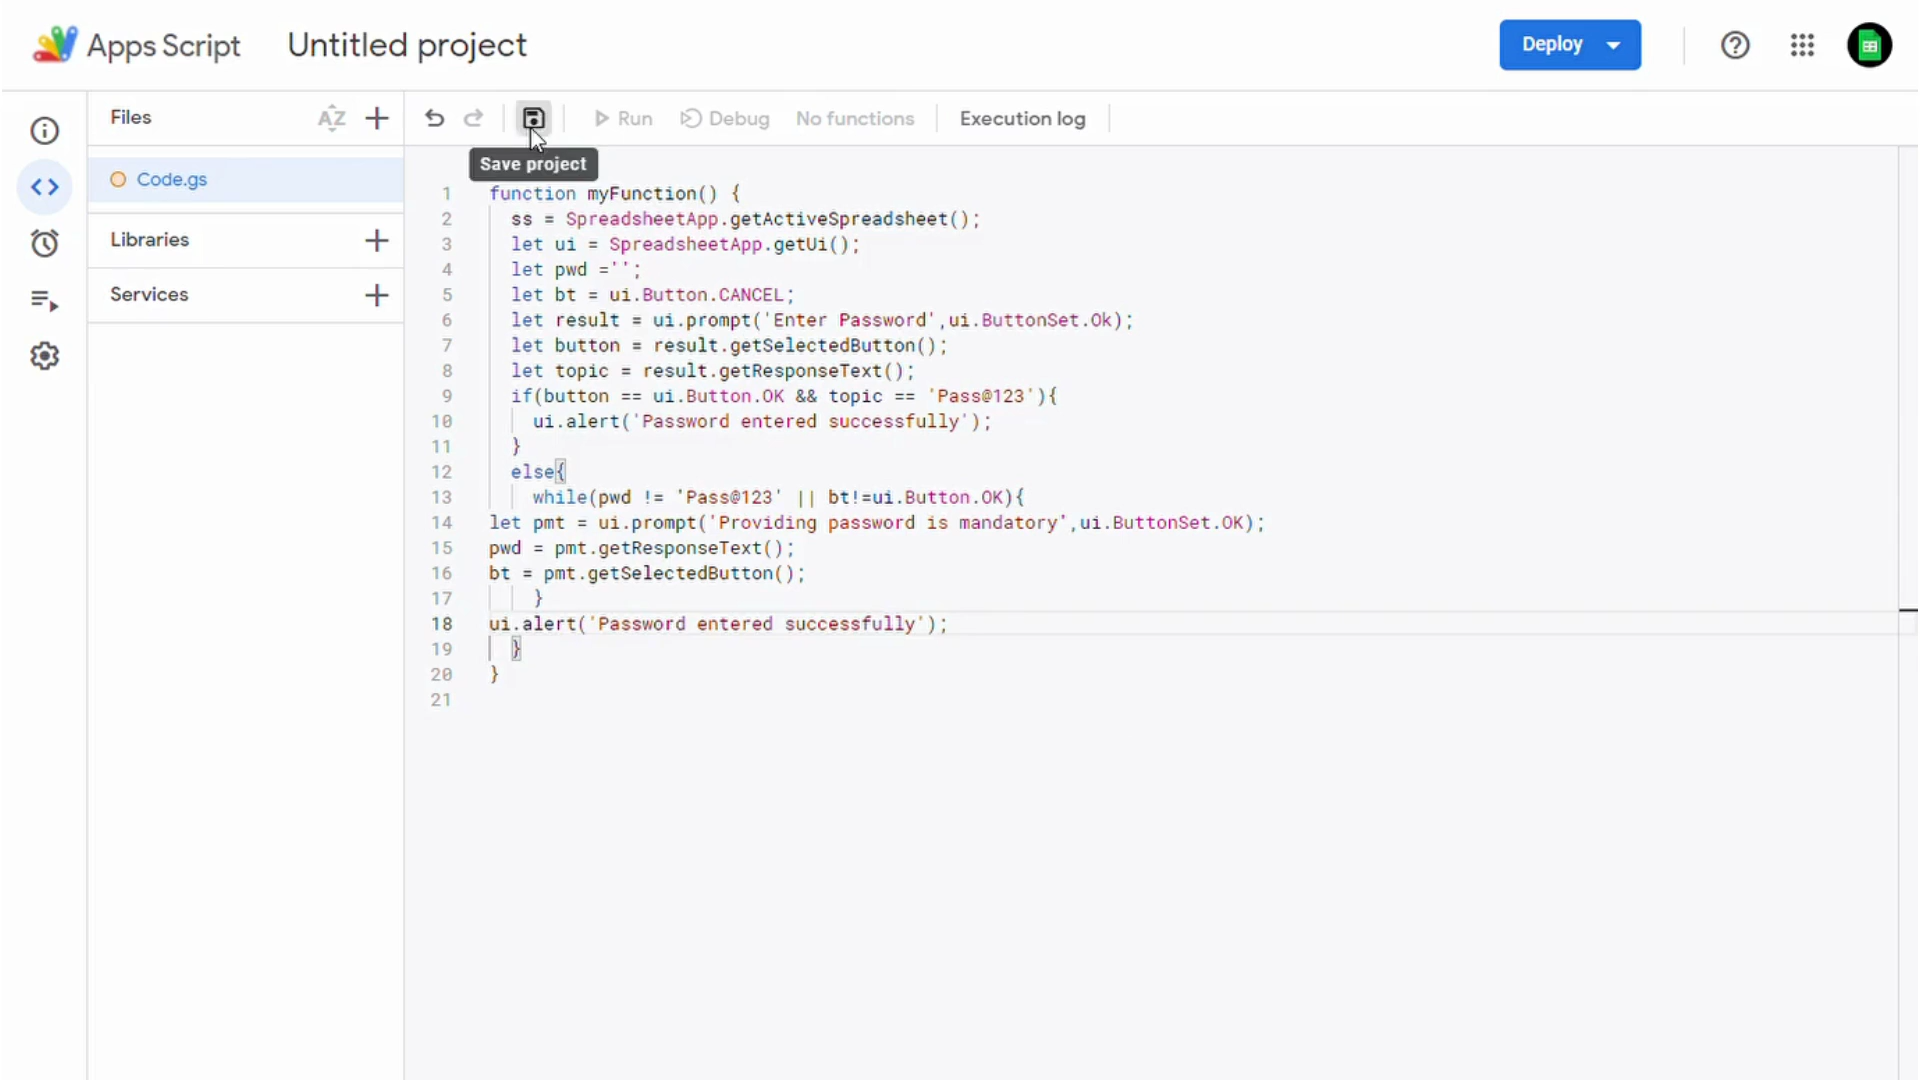 Apps Script Untitled project Deploy
Files AZ Run Debug No functions Execution log
Save project
Code.gs
Libraries
Services
1 function myFunction() {
2 ss = SpreadsheetApp.getActiveSpreadsheet();
3 let ui = SpreadsheetApp.getUi();
4 let pwd ='';
5 let bt = ui.Button.CANCEL;
6 let result = ui.prompt('Enter Password',ui.ButtonSet.Ok);
7 let button = result.getSelectedButton();
8 let topic = result.getResponseText();
9 if(button == ui.Button.OK && topic == 'Pass@123'){
10 ui.alert('Password entered successfully');
11 }
12 else{
13 while(pwd != 'Pass@123' || bt!=ui.Button.OK){
14 let pmt = ui.prompt('Providing password is mandatory',ui.ButtonSet.OK);
15 pwd = pmt.getResponseText();
16 bt = pmt.getSelectedButton();
17 }
18 ui.alert('Password entered successfully');
19 }
20 }
21